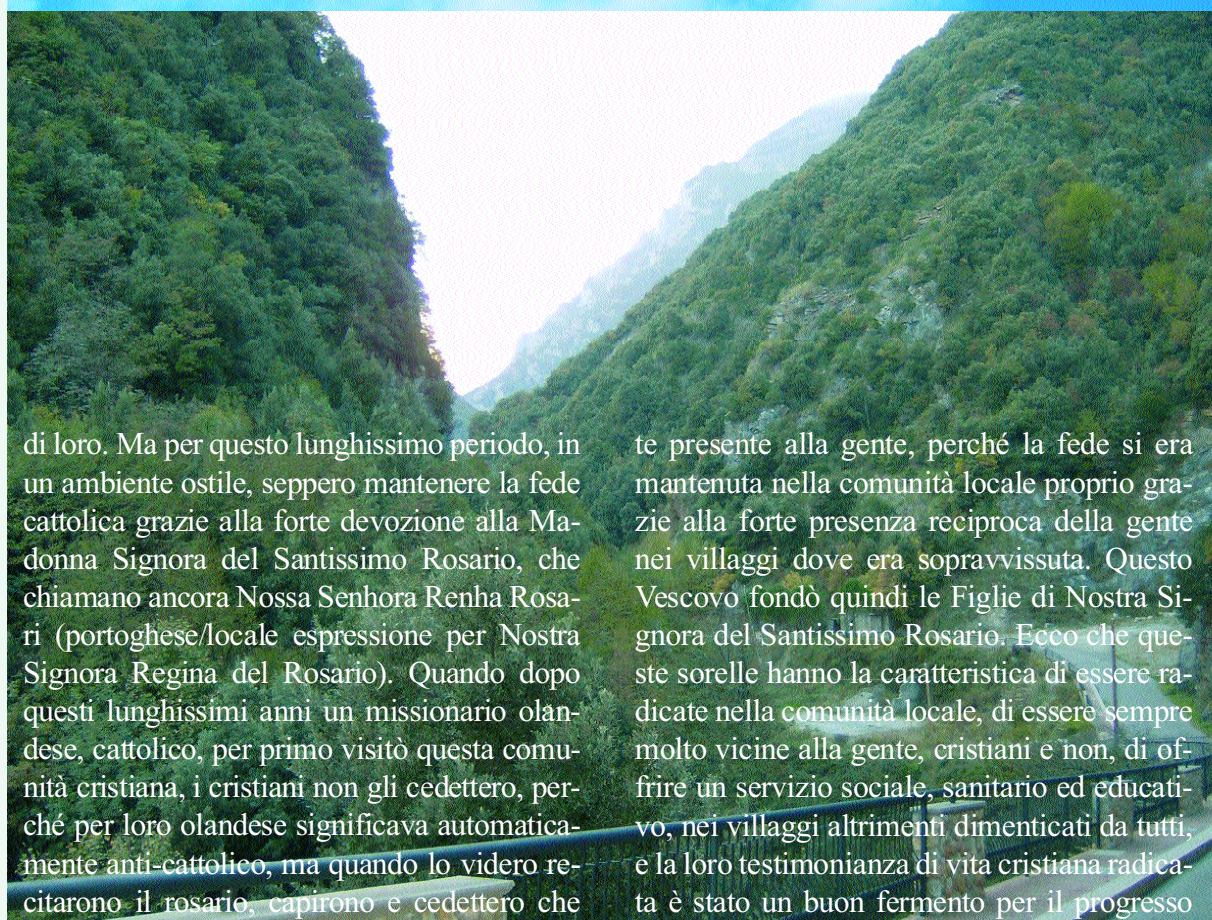 di loro. Ma per questo lunghissimo periodo, in
un ambiente ostile, seppero mantenere la fede
cattolica grazie alla forte devozione alla Ma-
donna Signora del Santissimo Rosario, che
chiamano ancora Nossa Senhora Renha Rosa-
ri (portoghese/locale espressione per Nostra
Signora Regina del Rosario). Quando dopo
questi lunghissimi anni un missionario olan-
dese, cattolico, per primo visitò questa comu-
nità cristiana, i cristiani non gli cedettero, per-
ché per loro olandese significava automatica-
mente anti-cattolico, ma quando lo videro re-
citarono il rosario, capirono e cedettero che
te presente alla gente, perché la fede si era
mantenuta nella comunità locale proprio gra-
zie alla forte presenza reciproca della gente
nei villaggi dove era sopravvissuta. Questo
Vescovo fondò quindi le Figlie di Nostra Si-
gnora del Santissimo Rosario. Ecco che que-
ste sorelle hanno la caratteristica di essere ra-
dicate nella comunità locale, di essere sempre
molto vicine alla gente, cristiani e non, di of-
frire un servizio sociale, sanitario ed educati-
vo, nei villaggi altrimenti dimenticati da tutti,
e la loro testimonianza di vita cristiana radica-
ta è stato un buon fermento per il progresso